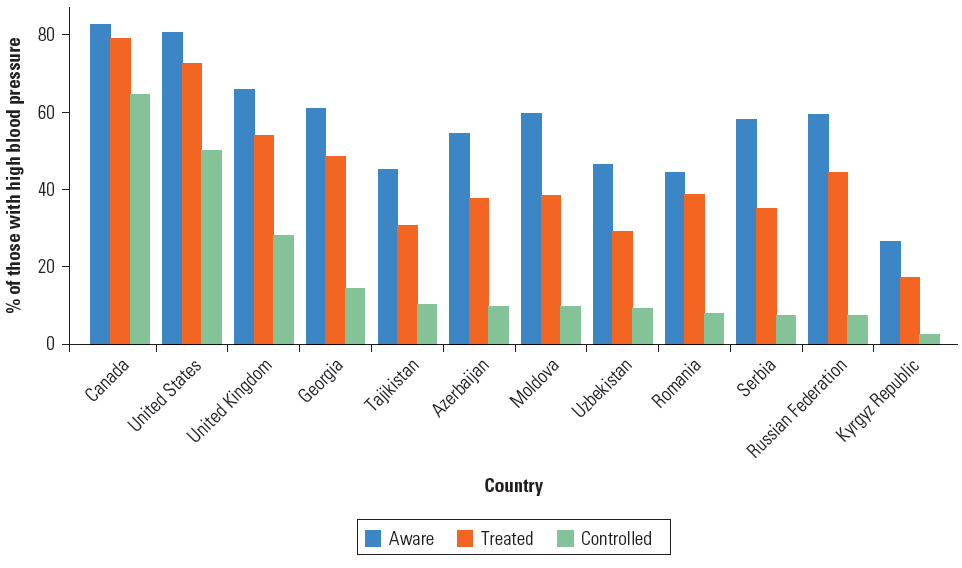 % of those with high blood pressure
80
60
40
20
0
Canada
United States
United Kingdom
Georgia
Tajikistan
Azerbaijan
Moldova
Uzbekistan
Romania
Serbia
Russian Federation
Kyrgyz Republic
Country
Aware Treated Controlled